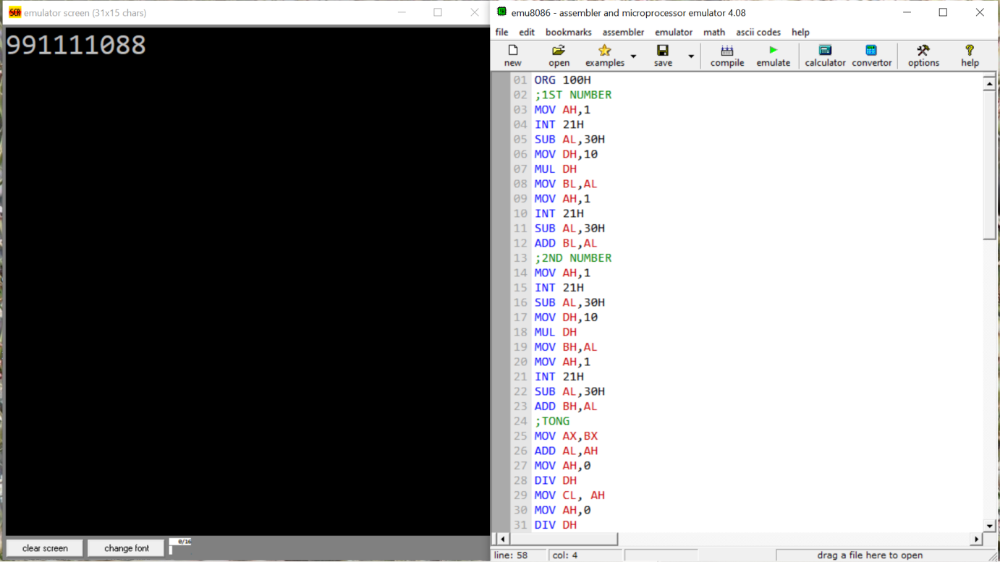 SCR emulator screen (31x15 chars)
991111088
clear screen change font 0/16
emu8086 - assembler and microprocessor emulator 4.08
file edit bookmarks assembler emulator math ascii codes help
new open examples save compile emulate calculator convertor options help
01 ORG 100H
02 ;1ST NUMBER
03 MOV AH,1
04 INT 21H
05 SUB AL,30H
06 MOV DH,10
07 MUL DH
08 MOV BL,AL
09 MOV AH,1
10 INT 21H
11 SUB AL,30H
12 ADD BL,AL
13 ;2ND NUMBER
14 MOV AH,1
15 INT 21H
16 SUB AL,30H
17 MOV DH,10
18 MUL DH
19 MOV BH,AL
20 MOV AH,1
21 INT 21H
22 SUB AL,30H
23 ADD BH,AL
24 ;TONG
25 MOV AX,BX
26 ADD AL,AH
27 MOV AH,0
28 DIV DH
29 MOV CL, AH
30 MOV AH,0
31 DIV DH
line: 58 col: 4 drag a file here to open